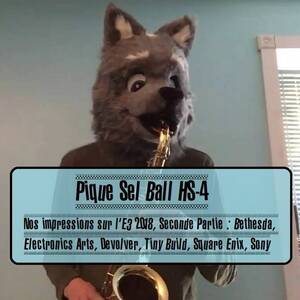 Pique Sel Ball HS-4
Nos impressions sur l'E3 2018, Seconde Partie : Bethesda,
Electronics Arts, Devolver, Tiny Build, Square Enix, Sony